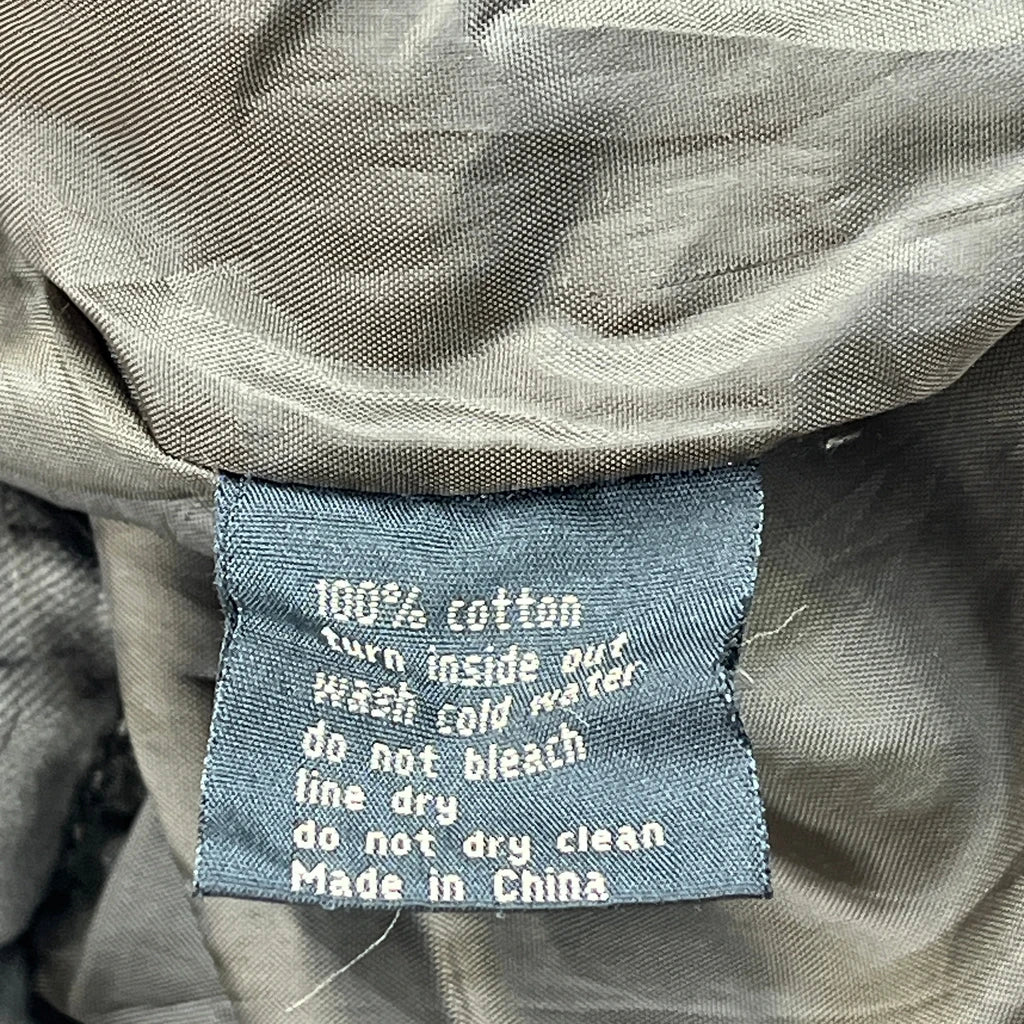 100% cotton
turn inside out
wash cold water
do not bleach
line dry
do not dry clean
Made in China